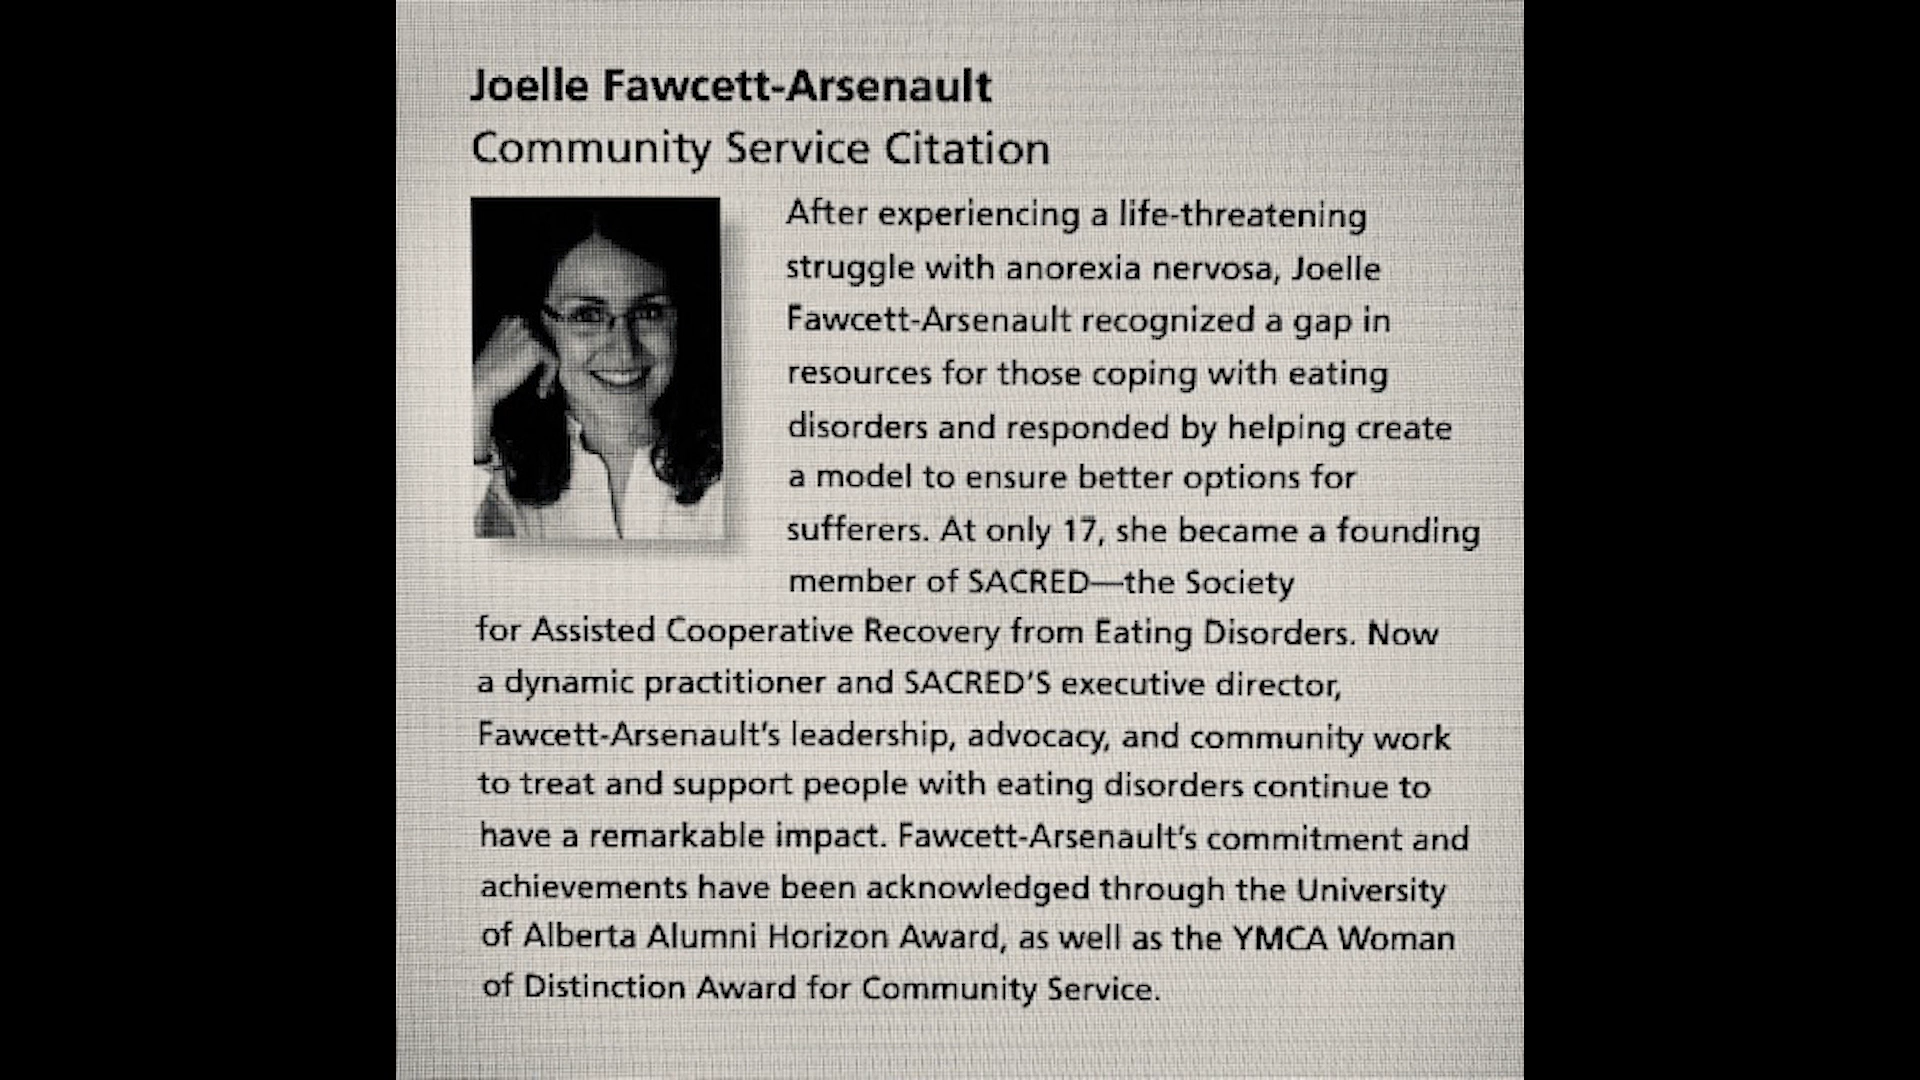 Joelle Fawcett-Arsenault
Community Service Citation
After experiencing a life-threatening
struggle with anorexia nervosa, Joelle
Fawcett-Arsenault recognized a gap in
resources for those coping with eating
disorders and responded by helping create
a model to ensure better options for
sufferers. At only 17, she became a founding
member of SACRED—the Society
for Assisted Cooperative Recovery from Eating Disorders. Now
a dynamic practitioner and SACRED'S executive director,
Fawcett-Arsenault's leadership, advocacy, and community work
to treat and support people with eating disorders continue to
have a remarkable impact. Fawcett-Arsenault's commitment and
achievements have been acknowledged through the University
of Alberta Alumni Horizon Award, as well as the YMCA Woman
of Distinction Award for Community Service.